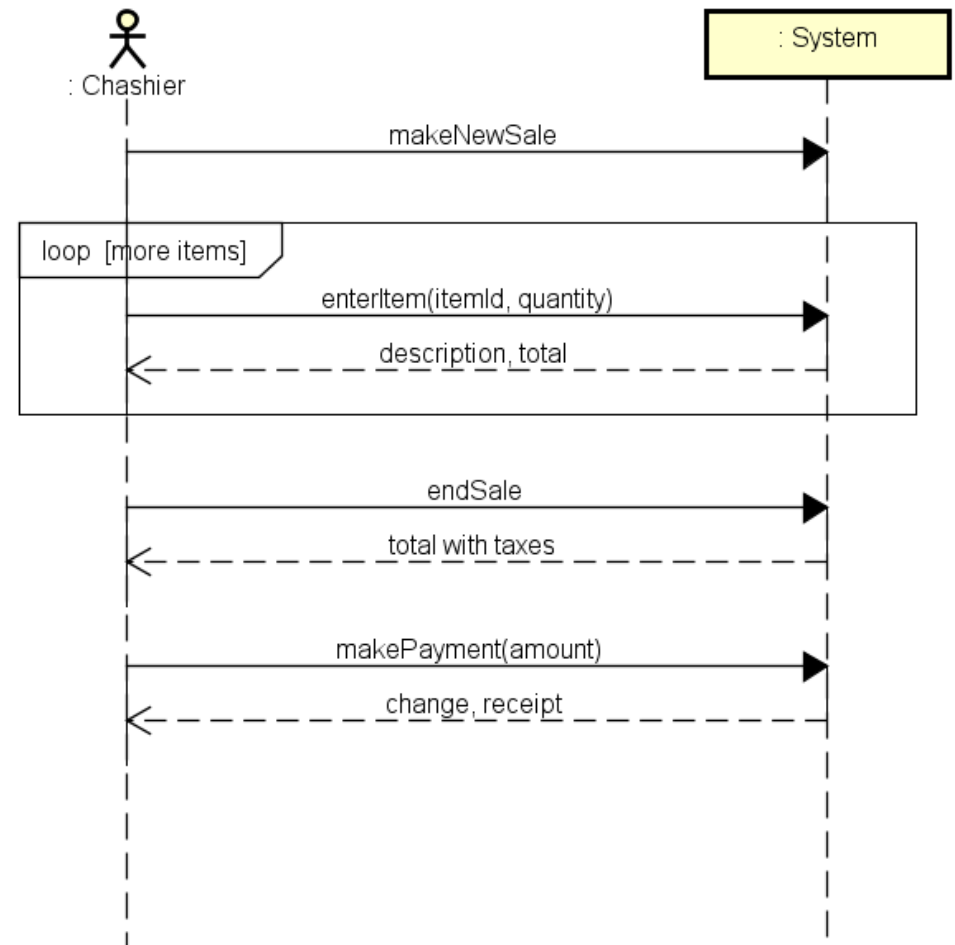 : Chashier
: System
makeNewSale
loop [more items]
enterItem(itemId, quantity)
description, total
endSale
total with taxes
makePayment(amount)
change, receipt